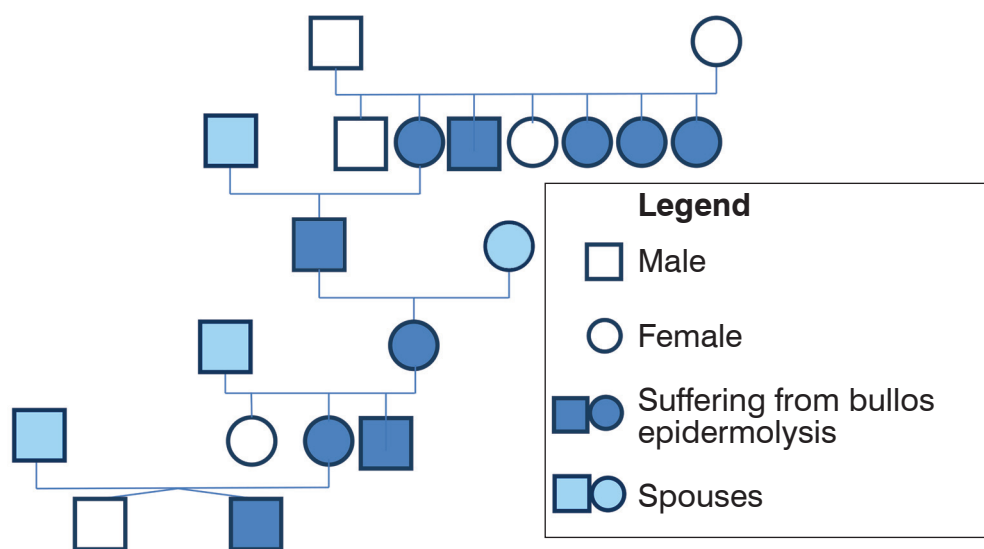 Legend
Male
Female
Suffering from bullos
epidermolysis
Spouses